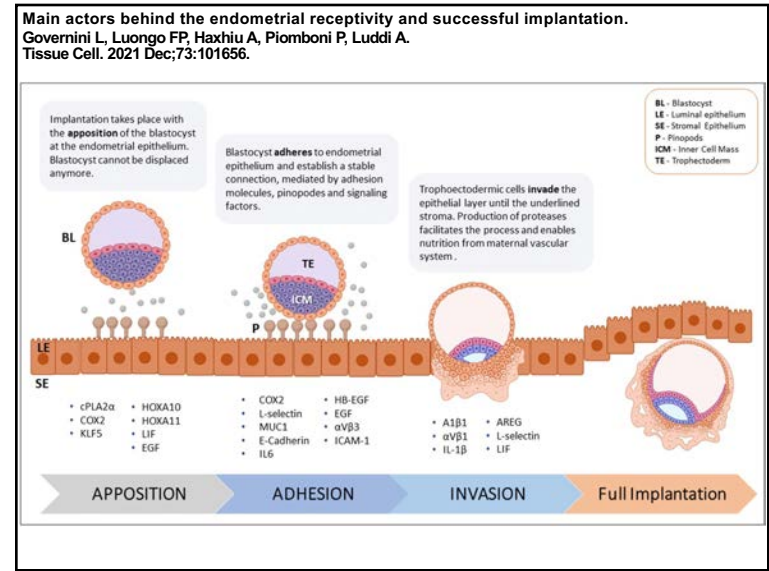 Main actors behind the endometrial receptivity and successful implantation.
Governini L, Luongo FP, Haxhiu A, Piomboni P, Luddi A.
Tissue Cell. 2021 Dec;73:101656.
Implantation takes place with
the apposition of the blastocyst
at the endometrial epithelium.
Blastocyst cannot be displaced
anymore.
Blastocyst adheres to endometrial
epithelium and establish a stable
connection, mediated by adhesion
molecules, pinopodes and signaling
factors.
Trophoectodermic cells invade the
epithelial layer until the underlined
stroma. Production of proteases
facilitates the process and enables
nutrition from maternal vascular
system .
BL - Blastocyst
LE - Luminal epithelium
SE - Stromal Epithelium
P - Pinopods
ICM - Inner Cell Mass
TE - Trophectoderm
BL
TE
ICM
P
LE
SE
• cPLA2α
• COX2
• KLF5
• HOXA10
• HOXA11
• LIF
• EGF
• COX2
• L-selectin
• MUC1
• E-Cadherin
• IL6
• HB-EGF
• EGF
• αVβ3
• ICAM-1
• A1β1
• αVβ1
• IL-1β
• AREG
• L-selectin
• LIF
APPOSITION
ADHESION
INVASION
Full Implantation